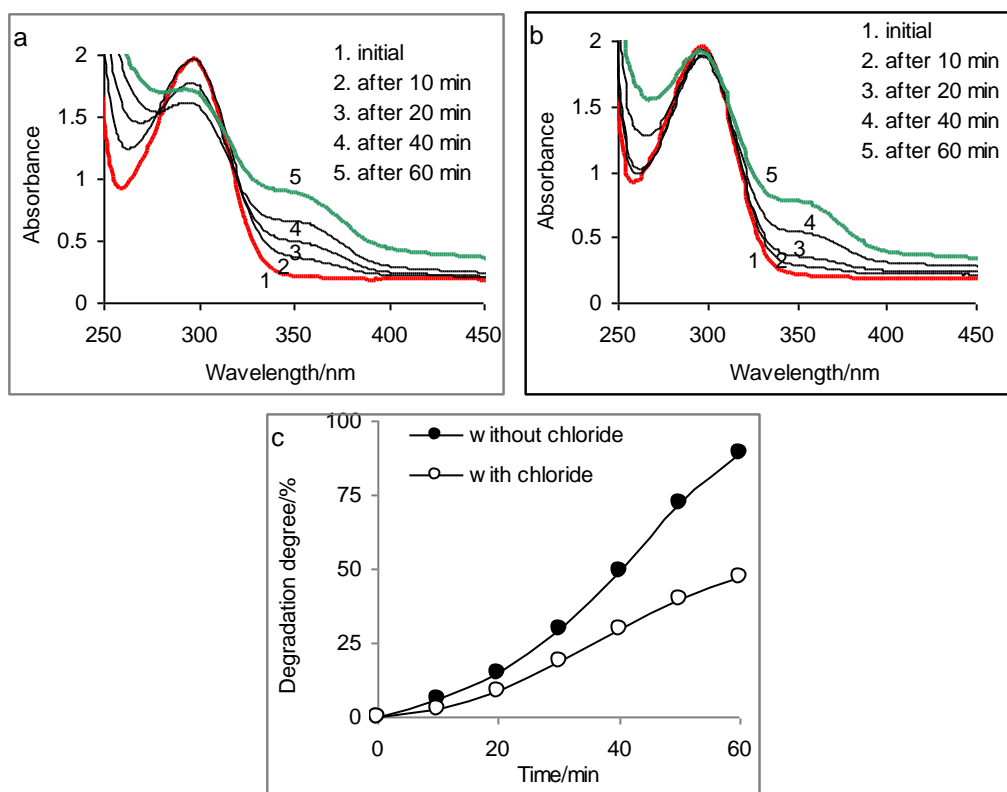 a
2
1.5
1
0.5
0
Absorbance
250 300 350 400 450
Wavelength/nm
1. initial
2. after 10 min
3. after 20 min
4. after 40 min
5. after 60 min
5
4
3
2
1
b
2
1.5
1
0.5
0
Absorbance
250 300 350 400 450
Wavelength/nm
1. initial
2. after 10 min
3. after 20 min
4. after 40 min
5. after 60 min
5
4
3
2
1
c
100
75
50
25
0
Degradation degree/%
0 20 40 60
Time/min
without chloride
with chloride